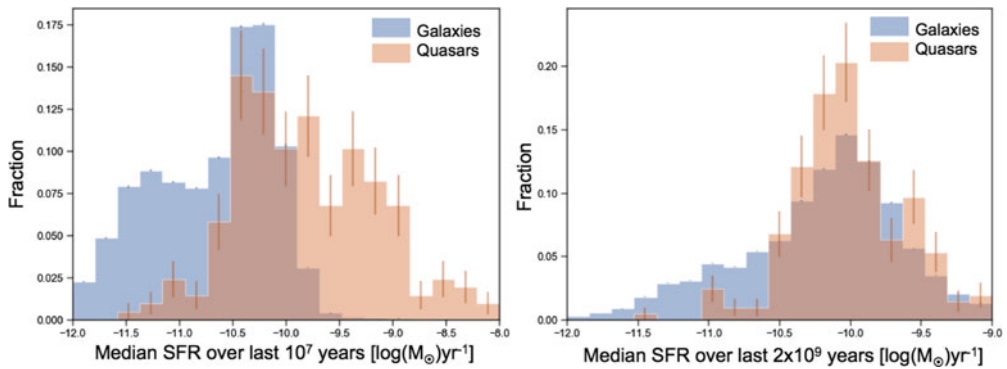 0.175
0.150
0.125
0.100
0.075
0.050
0.025
0.000
Fraction
Galaxies
Quasars
-12.0 -11.5 -11.0 -10.5 -10.0 -9.5 -9.0 -8.5 8.0
Median SFR over last 10⁷ years [log(M⊙)yr⁻¹]
0.20
0.15
0.10
0.05
0.00
Fraction
Galaxies
Quasars
-12.0 -11.5 -11.0 -10.5 -10.0 -9.5 -9.0
Median SFR over last 2x10⁹ years [log(M⊙)yr⁻¹]